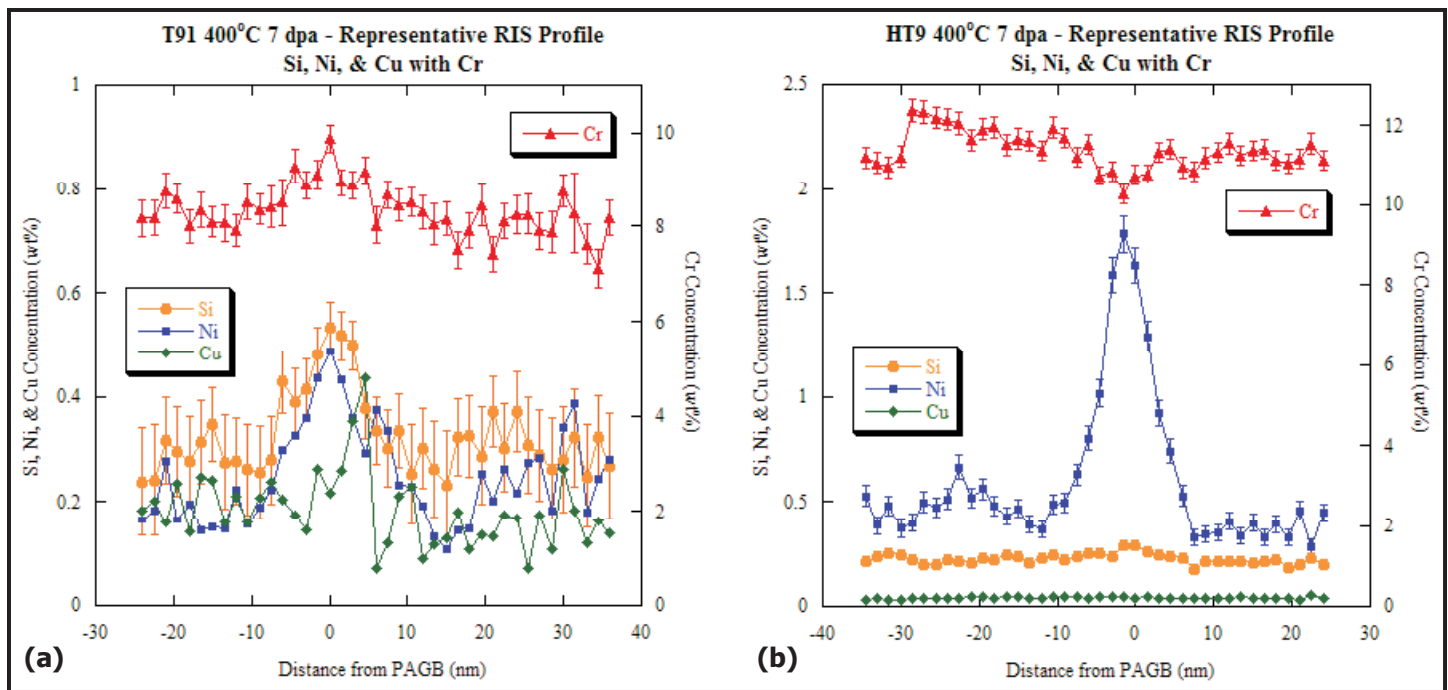 T91 400°C 7 dpa - Representative RIS Profile
Si, Ni, & Cu with Cr
1
0.8
0.6
0.4
0.2
0
Si, Ni, & Cu Concentration (wt%)
10
8
6
4
2
0
Cr Concentration (wt%)
Cr
Si
Ni
Cu
-30
-20
-10
0
10
20
30
40
Distance from PAGB (nm)
(a)
HT9 400°C 7 dpa - Representative RIS Profile
Si, Ni, & Cu with Cr
2.5
2
1.5
1
0.5
0
Si, Ni, & Cu Concentration (wt%)
12
10
8
6
4
2
0
Cr Concentration (wt%)
Cr
Si
Ni
Cu
-40
-30
-20
-10
0
10
20
30
Distance from PAGB (nm)
(b)